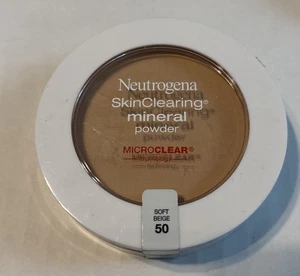 Neutrogena
SkinClearing®
mineral
powder
MICROCLEAR®
SOFT
BEIGE
50